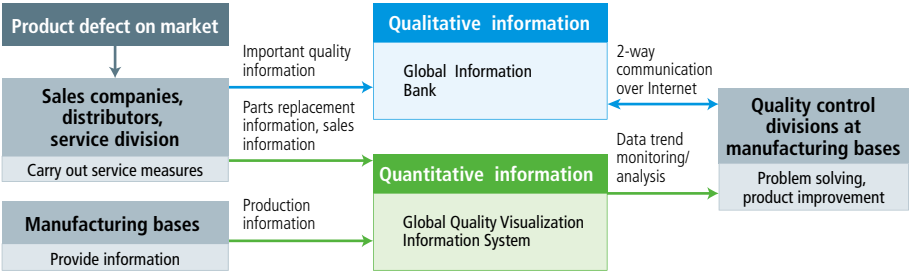 Product defect on market
Sales companies,
distributors,
service division
Carry out service measures
Manufacturing bases
Provide information
Important quality
information
Parts replacement
information, sales
information
Production
information
Qualitative information
Global Information
Bank
Quantitative information
Global Quality Visualization
Information System
2-way
communication
over Internet
Data trend
monitoring/
analysis
Quality control
divisions at
manufacturing bases
Problem solving,
product improvement